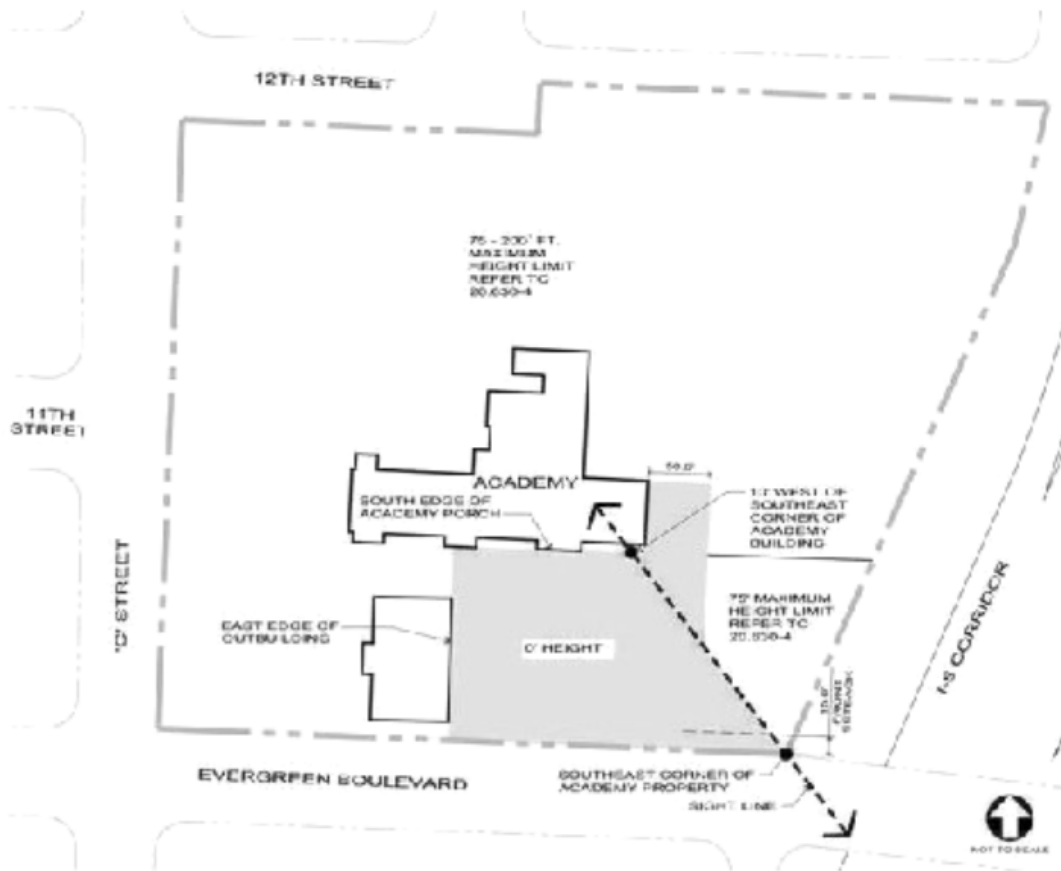 12TH STREET
75 - 200' FT.
MAXIMUM
HEIGHT LIMIT
REFER TO
20.630-4
11TH
STREET
ACADEMY
SOUTH EDGE OF
ACADEMY PORCH
10' WEST OF
SOUTHEAST
CORNER OF
ACADEMY
BUILDING
'C' STREET
EAST EDGE OF
OUTBUILDING
0' HEIGHT
75' MAXIMUM
HEIGHT LIMIT
REFER TO
20.630-4
I-5 CORRIDOR
FRONT
SETBACK
EVERGREEN BOULEVARD
SOUTHEAST CORNER OF
ACADEMY PROPERTY
SIGHT LINE
NOT TO SCALE